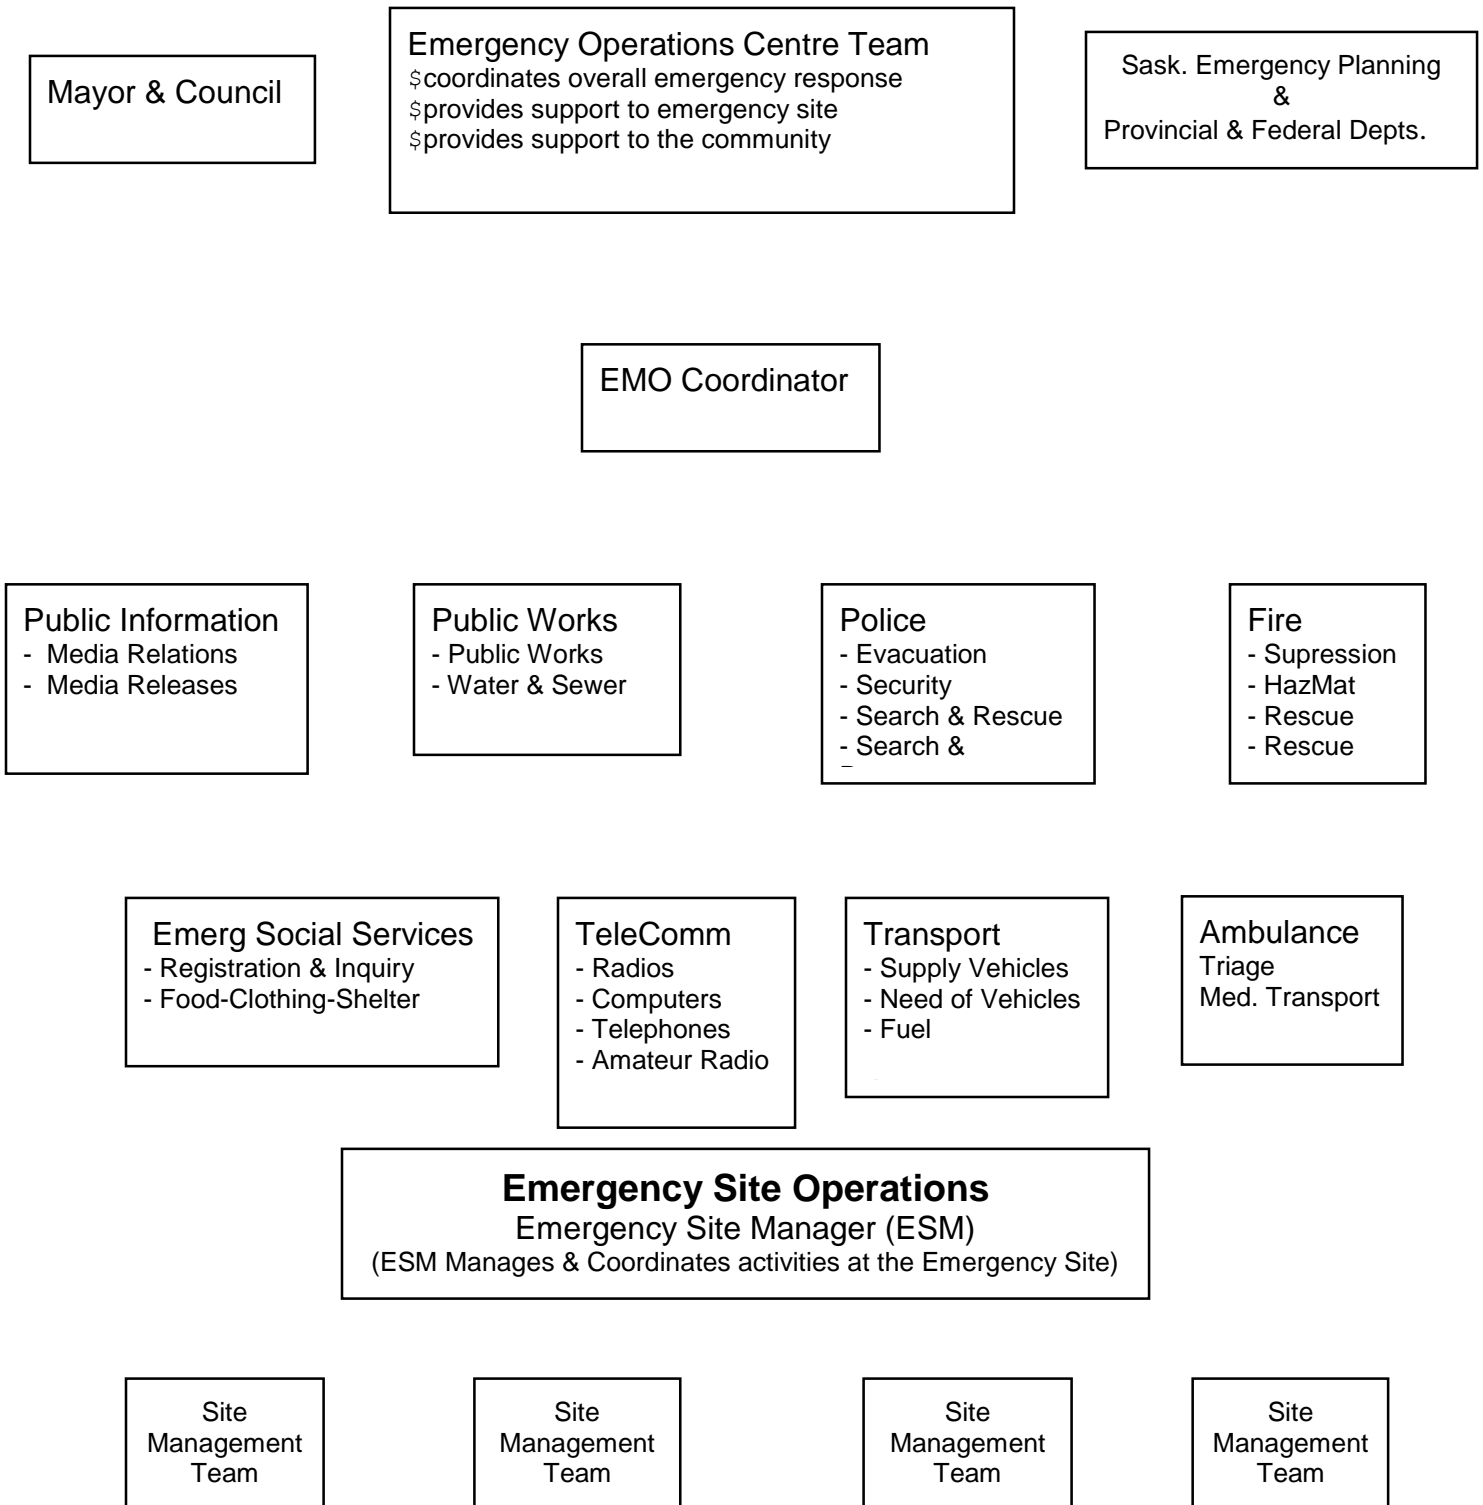 Mayor & Council
Emergency Operations Centre Team
$coordinates overall emergency response
$provides support to emergency site
$provides support to the community
Sask. Emergency Planning
&
Provincial & Federal Depts.
EMO Coordinator
Public Information
- Media Relations
- Media Releases
Public Works
- Public Works
- Water & Sewer
Police
- Evacuation
- Security
- Search & Rescue
- Search &
Fire
- Supression
- HazMat
- Rescue
- Rescue
Emerg Social Services
- Registration & Inquiry
- Food-Clothing-Shelter
TeleComm
- Radios
- Computers
- Telephones
- Amateur Radio
Transport
- Supply Vehicles
- Need of Vehicles
- Fuel
Ambulance
Triage
Med. Transport
Emergency Site Operations
Emergency Site Manager (ESM)
(ESM Manages & Coordinates activities at the Emergency Site)
Site
Management
Team
Site
Management
Team
Site
Management
Team
Site
Management
Team